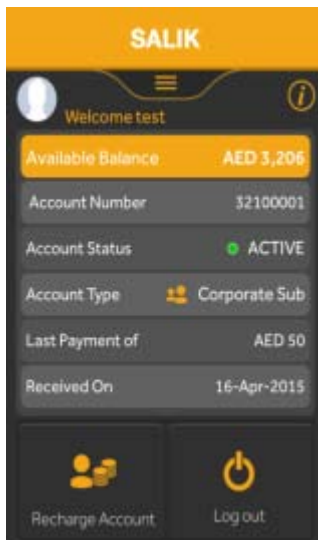 SALIK
Welcome test
Available Balance AED 3,206
Account Number 32100001
Account Status ACTIVE
Account Type Corporate Sub
Last Payment of AED 50
Received On 16-Apr-2015
Recharge Account Log out